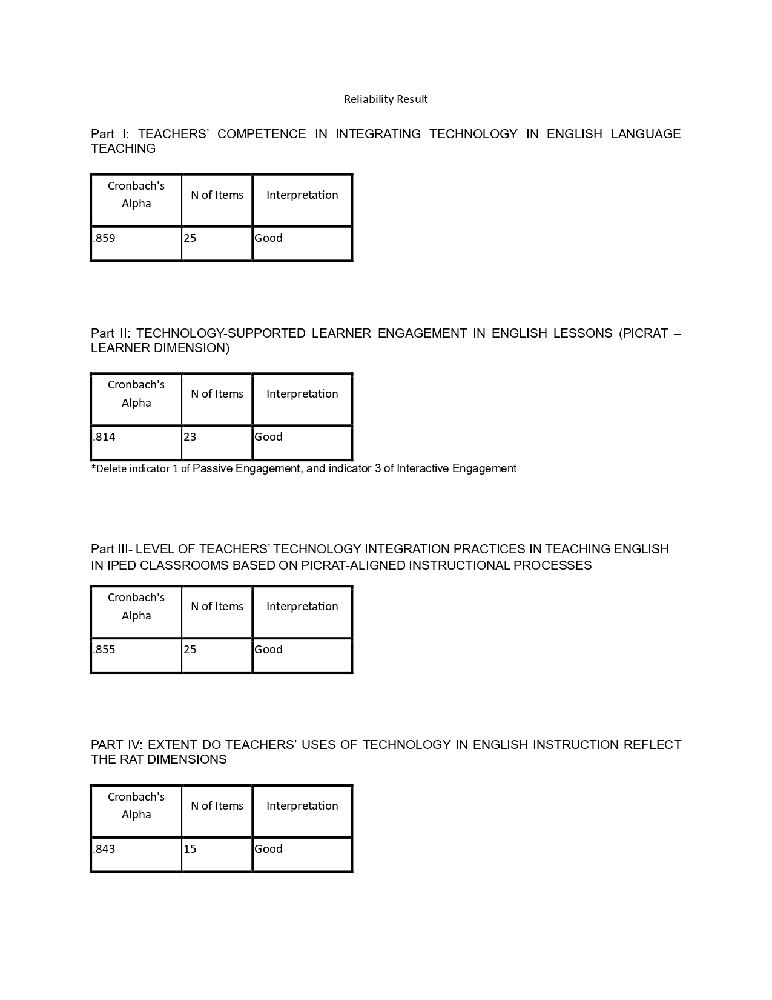 Reliability Result
Part I: TEACHERS’ COMPETENCE IN INTEGRATING TECHNOLOGY IN ENGLISH LANGUAGE
TEACHING
Cronbach's
Alpha
N of Items
Interpretation
.859
25
Good
Part II: TECHNOLOGY-SUPPORTED LEARNER ENGAGEMENT IN ENGLISH LESSONS (PICRAT –
LEARNER DIMENSION)
Cronbach's
Alpha
N of Items
Interpretation
.814
23
Good
*Delete indicator 1 of Passive Engagement, and indicator 3 of Interactive Engagement
Part III- LEVEL OF TEACHERS’ TECHNOLOGY INTEGRATION PRACTICES IN TEACHING ENGLISH
IN IPED CLASSROOMS BASED ON PICRAT-ALIGNED INSTRUCTIONAL PROCESSES
Cronbach's
Alpha
N of Items
Interpretation
.855
25
Good
PART IV: EXTENT DO TEACHERS’ USES OF TECHNOLOGY IN ENGLISH INSTRUCTION REFLECT
THE RAT DIMENSIONS
Cronbach's
Alpha
N of Items
Interpretation
.843
15
Good